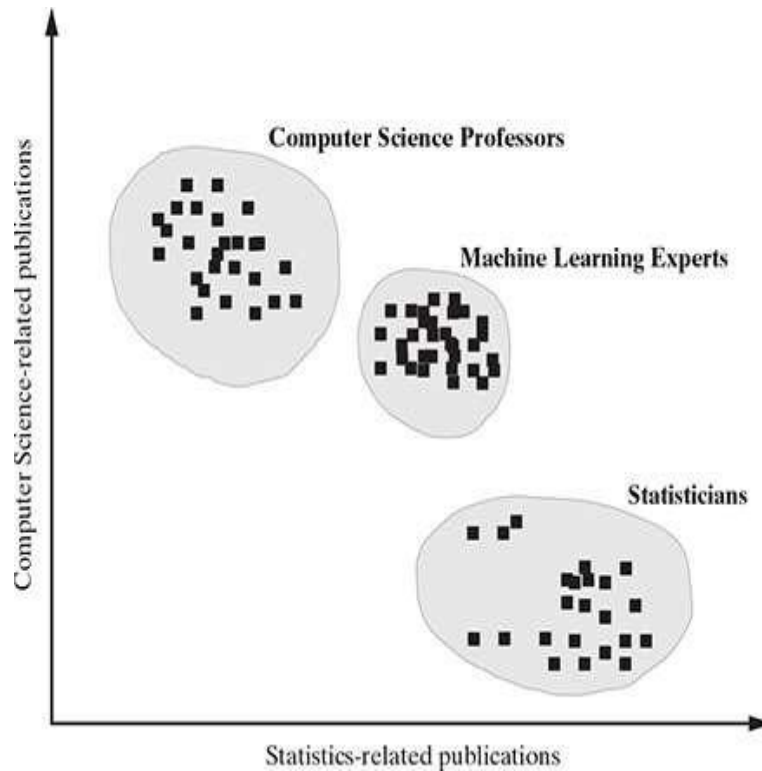 Computer Science Professors
Machine Learning Experts
Statisticians
Computer Science-related publications
Statistics-related publications